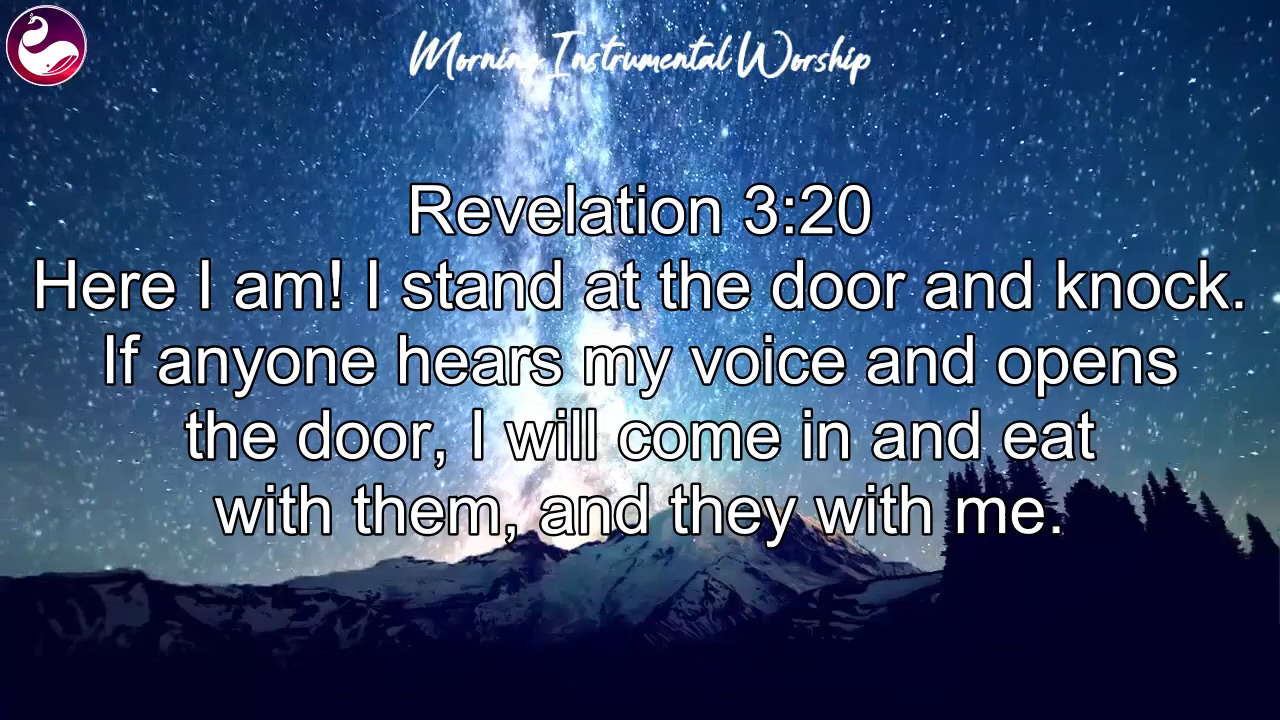 Morning Instrumental Worship
Revelation 3:20
Here I am! I stand at the door and knock.
If anyone hears my voice and opens
the door, I will come in and eat
with them, and they with me.